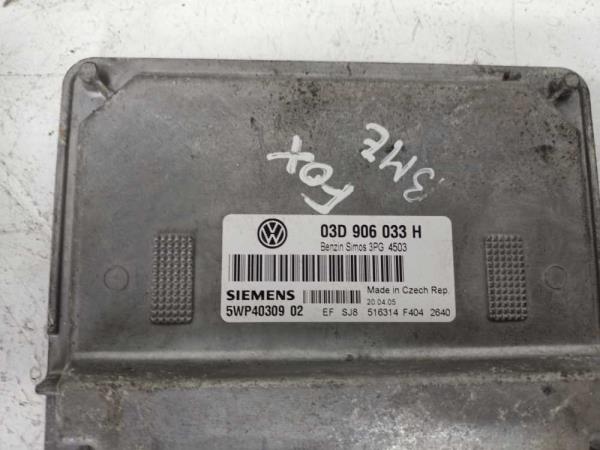 3MZ
FOX
03D 906 033 H
Benzin Simos 3PG 4503
SIEMENS
Made in Czech Rep.
20.04.05
5WP40309 02
EF SJ8 516314 F404 2640